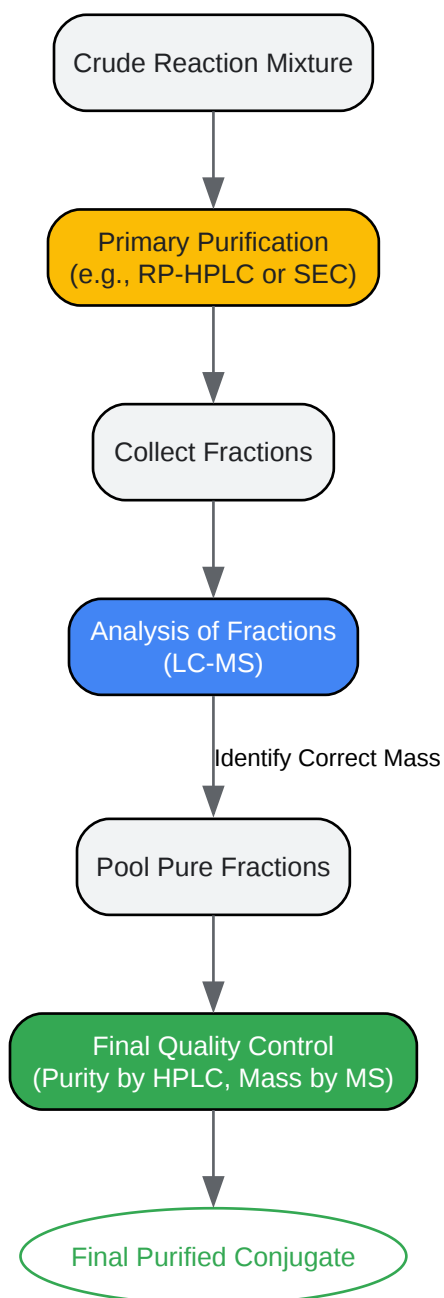 Crude Reaction Mixture
Primary Purification
(e.g., RP-HPLC or SEC)
Collect Fractions
Analysis of Fractions
(LC-MS)
Identify Correct Mass
Pool Pure Fractions
Final Quality Control
(Purity by HPLC, Mass by MS)
Final Purified Conjugate